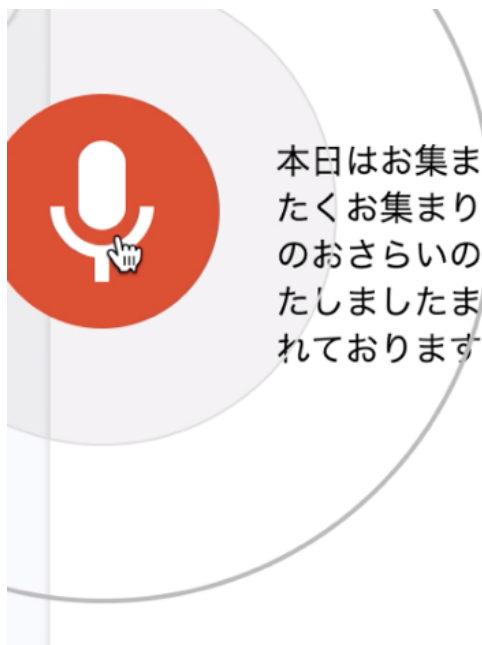 本日はお集ま
たくお集まり
のおさらいの
たしましたま
れております